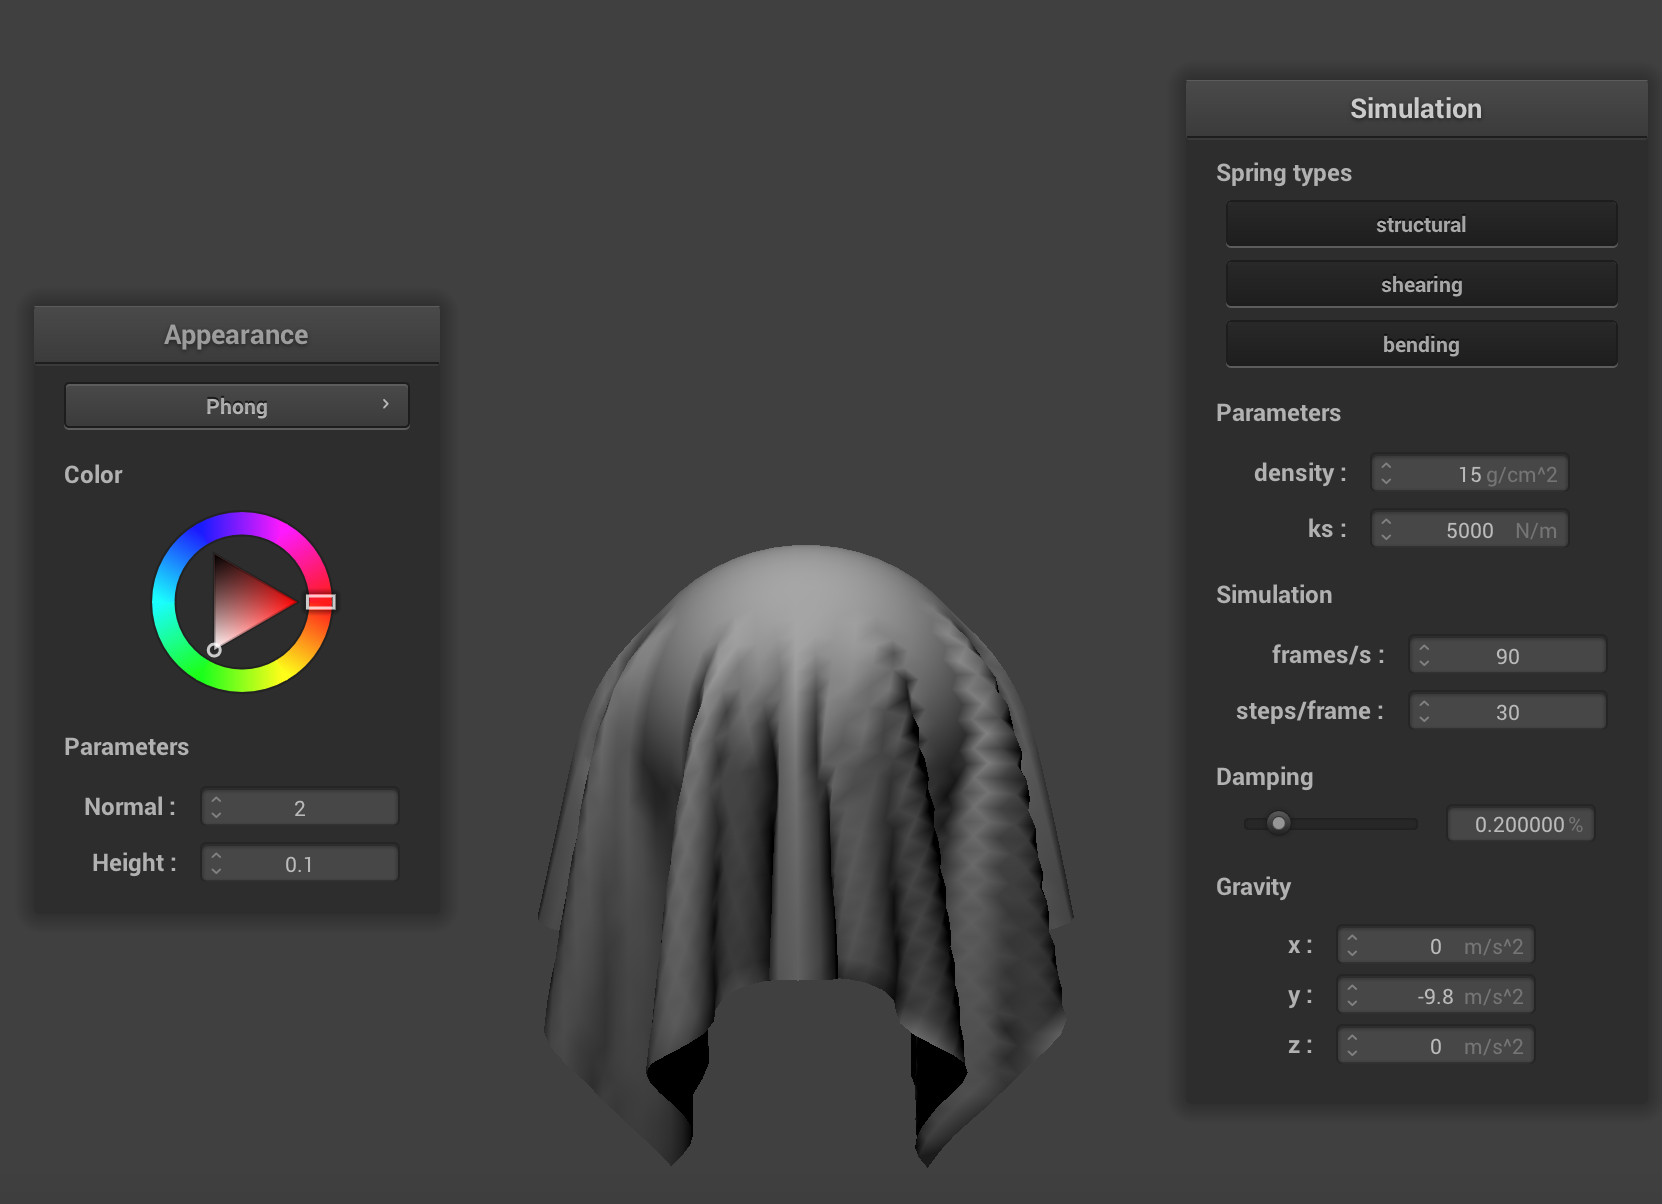 Appearance
Phong
Color
Parameters
Normal : 2
Height : 0.1
Simulation
Spring types
structural
shearing
bending
Parameters
density : 15 g/cm^2
ks : 5000 N/m
Simulation
frames/s : 90
steps/frame : 30
Damping
0.200000 %
Gravity
x : 0 m/s^2
y : -9.8 m/s^2
z : 0 m/s^2